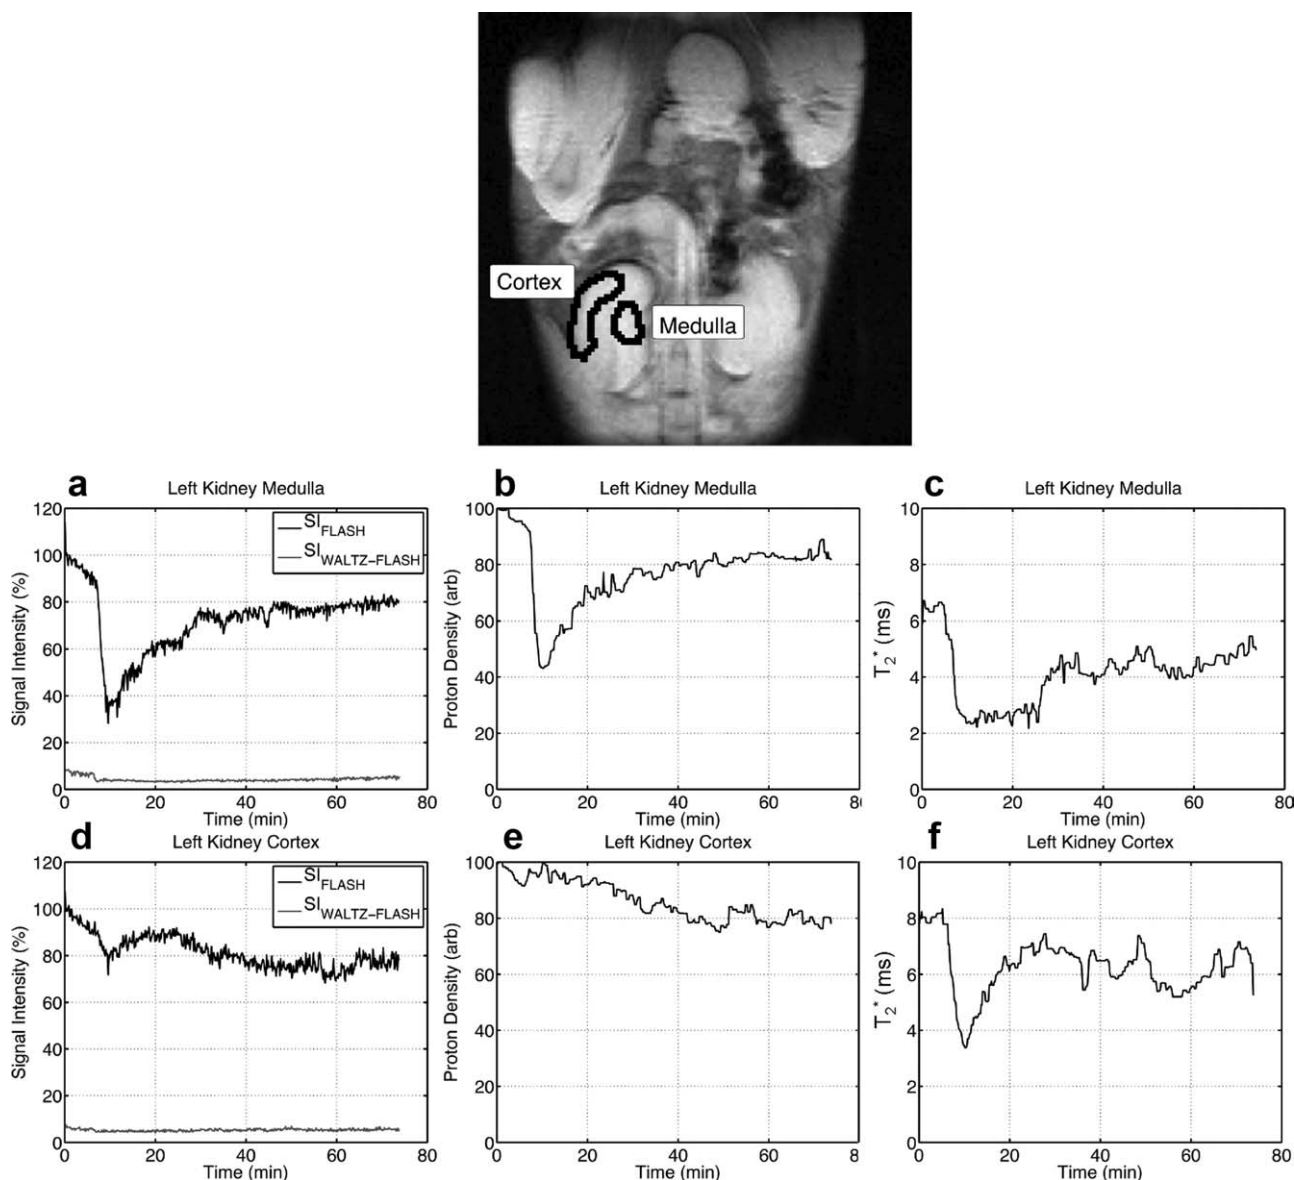 Cortex
Medulla
a Left Kidney Medulla
120
100
80
60
40
20
0
Signal Intensity (%)
SI_FLASH
SI_WALTZ-FLASH
0 20 40 60 80
Time (min)
b Left Kidney Medulla
100
80
60
40
20
0
Proton Density (arb)
0 20 40 60 8
Time (min)
c Left Kidney Medulla
10
8
6
4
2
0
T2* (ms)
0 20 40 60 80
Time (min)
d Left Kidney Cortex
120
100
80
60
40
20
0
Signal Intensity (%)
SI_FLASH
SI_WALTZ-FLASH
0 20 40 60 80
Time (min)
e Left Kidney Cortex
100
80
60
40
20
0
Proton Density (arb)
0 20 40 60 8
Time (min)
f Left Kidney Cortex
10
8
6
4
2
0
T2* (ms)
0 20 40 60 80
Time (min)